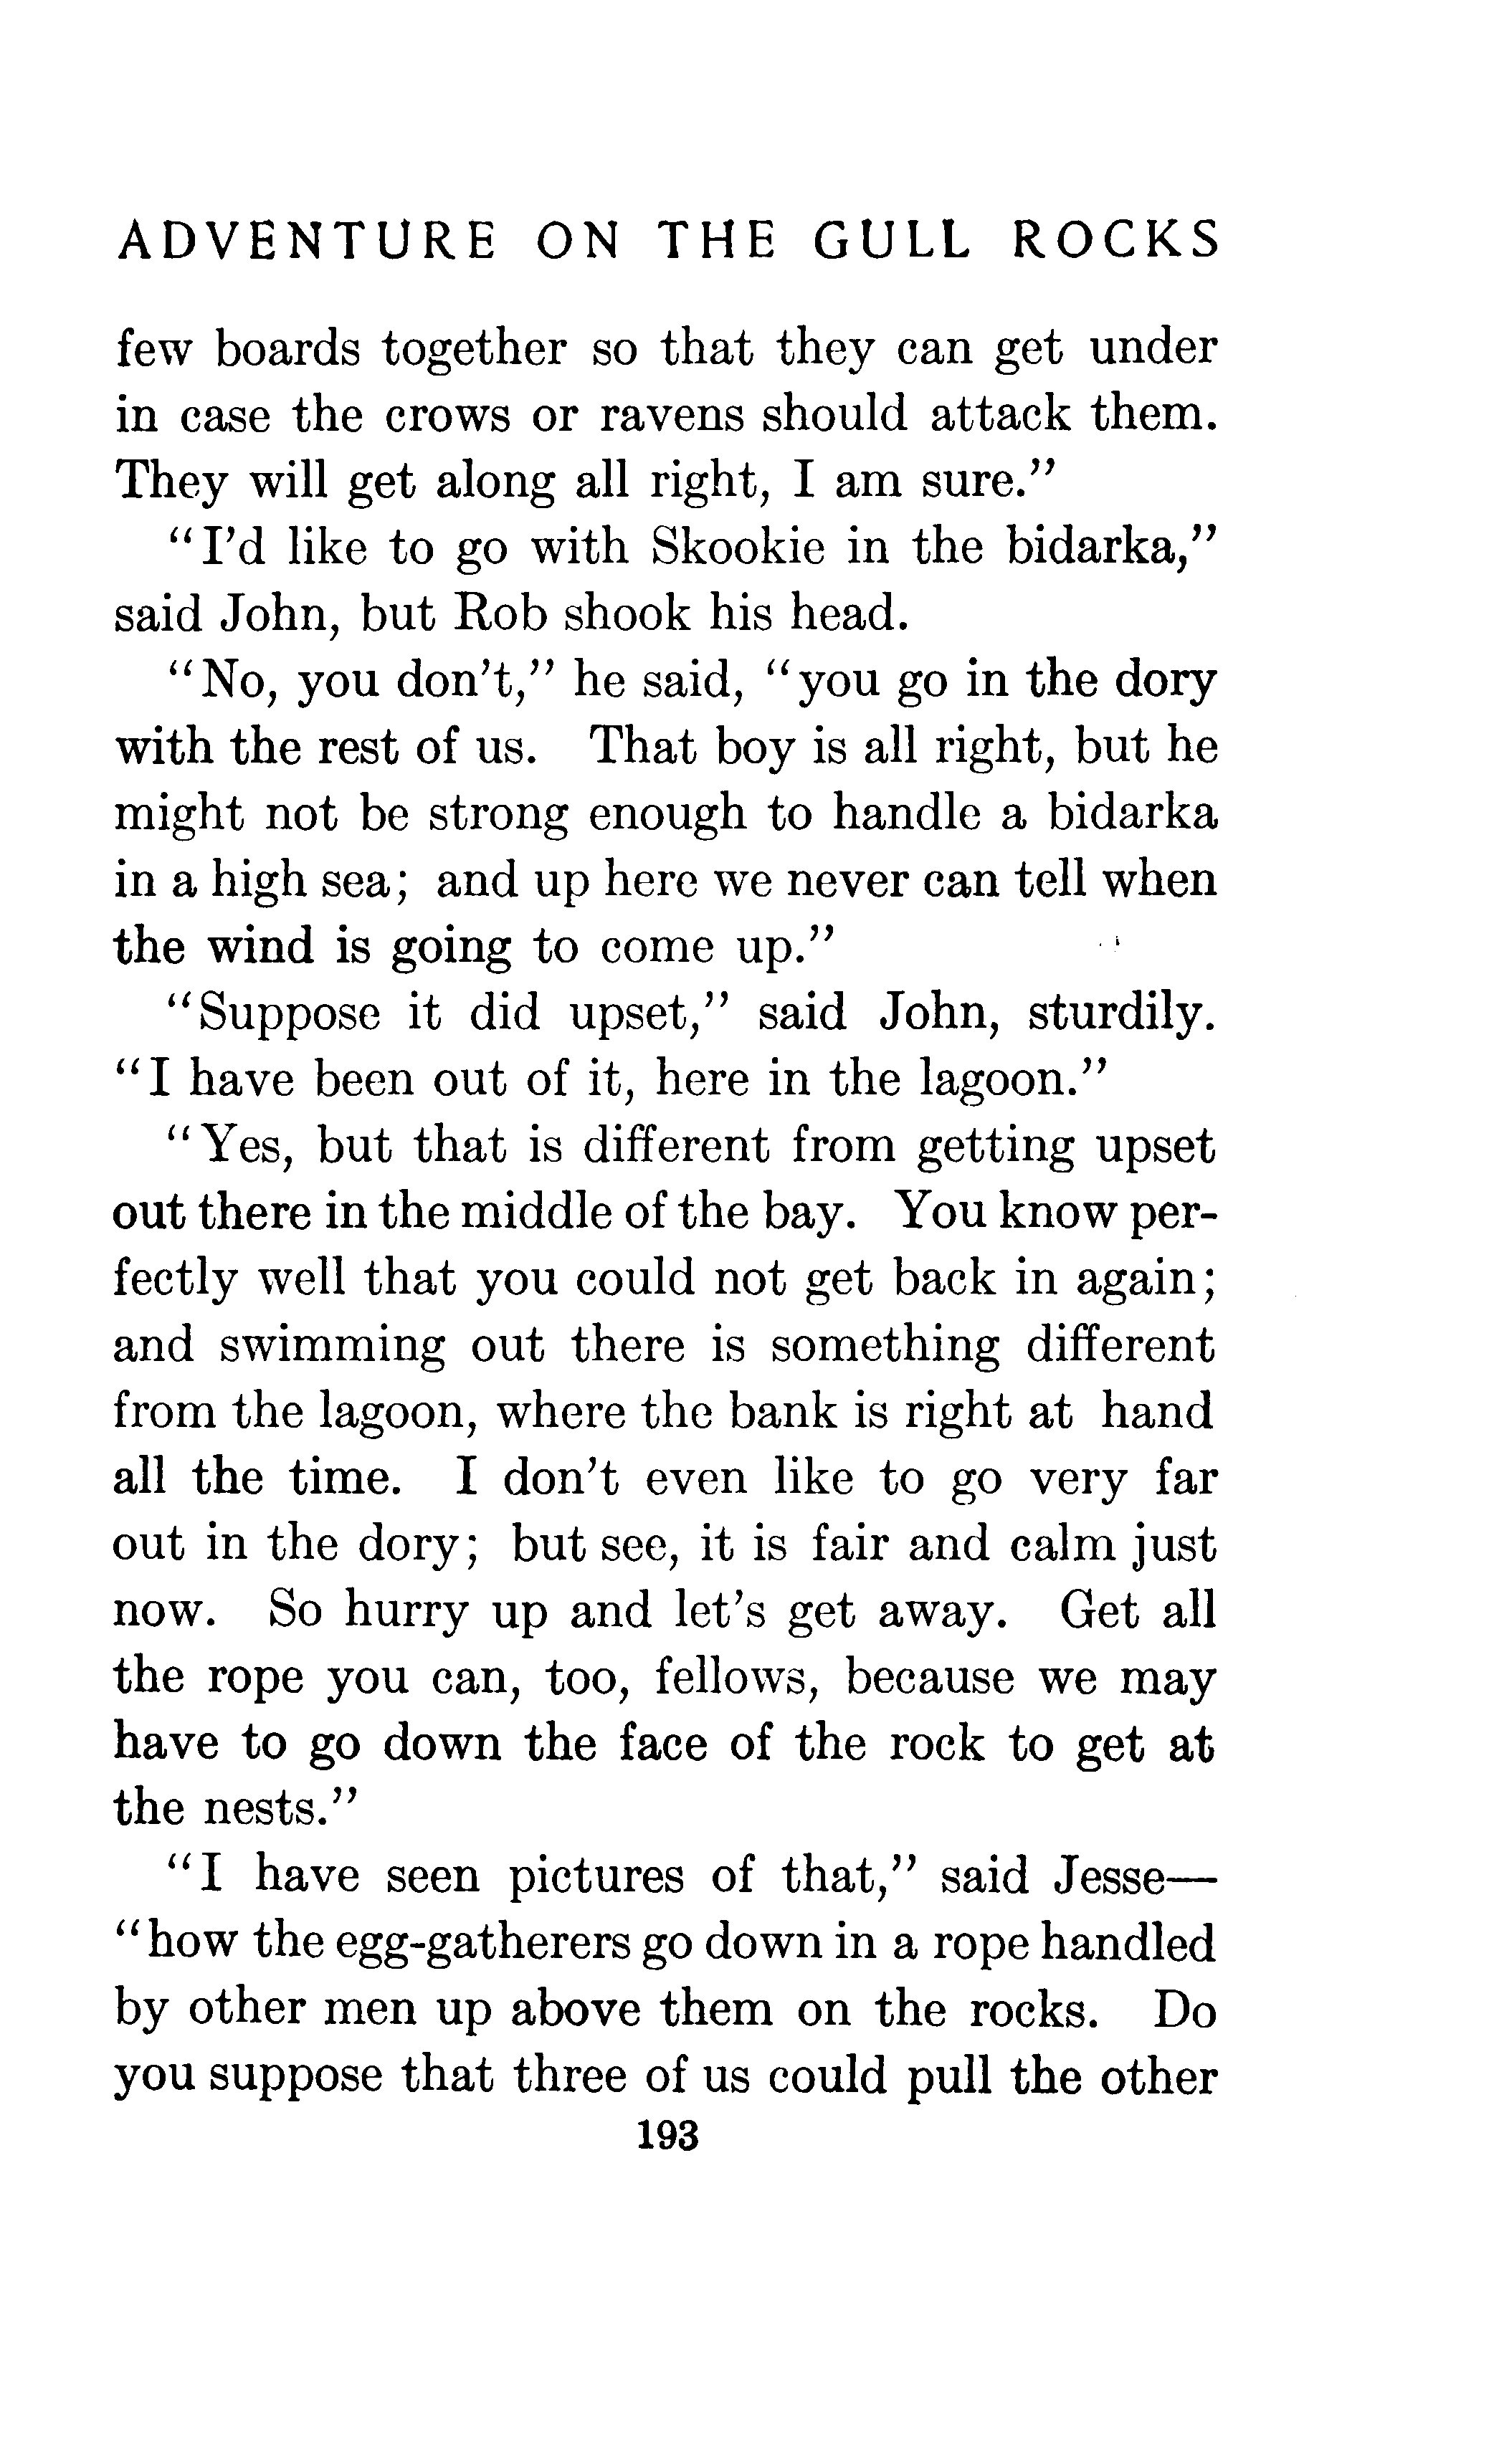 ADVENTURE ON THE GULL ROCKS
few boards together so that they can get under
in case the crows or ravens should attack them.
They will get along all right, I am sure.”
“I’d like to go with Skookie in the bidarka,”
said John, but Rob shook his head.
“No, you don’t,” he said, “you go in the dory
with the rest of us. That boy is all right, but he
might not be strong enough to handle a bidarka
in a high sea; and up here we never can tell when
the wind is going to come up.”
“Suppose it did upset,” said John, sturdily.
“I have been out of it, here in the lagoon.”
“Yes, but that is different from getting upset
out there in the middle of the bay. You know per-
fectly well that you could not get back in again;
and swimming out there is something different
from the lagoon, where the bank is right at hand
all the time. I don’t even like to go very far
out in the dory; but see, it is fair and calm just
now. So hurry up and let’s get away. Get all
the rope you can, too, fellows, because we may
have to go down the face of the rock to get at
the nests.”
“I have seen pictures of that,” said Jesse—
“how the egg-gatherers go down in a rope handled
by other men up above them on the rocks. Do
you suppose that three of us could pull the other
193